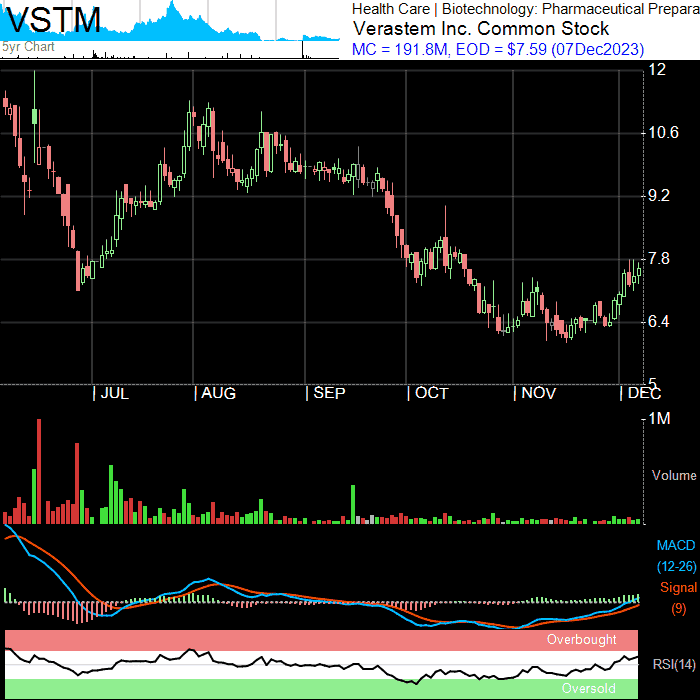 VSTM
5yr Chart
Health Care | Biotechnology: Pharmaceutical Prepara
Verastem Inc. Common Stock
MC = 191.8M, EOD = $7.59 (07Dec2023)
12
10.6
9.2
7.8
6.4
5
| JUL | AUG | SEP | OCT | NOV | DEC
1M
Volume
MACD
(12-26)
Signal
(9)
Overbought
RSI(14)
Oversold